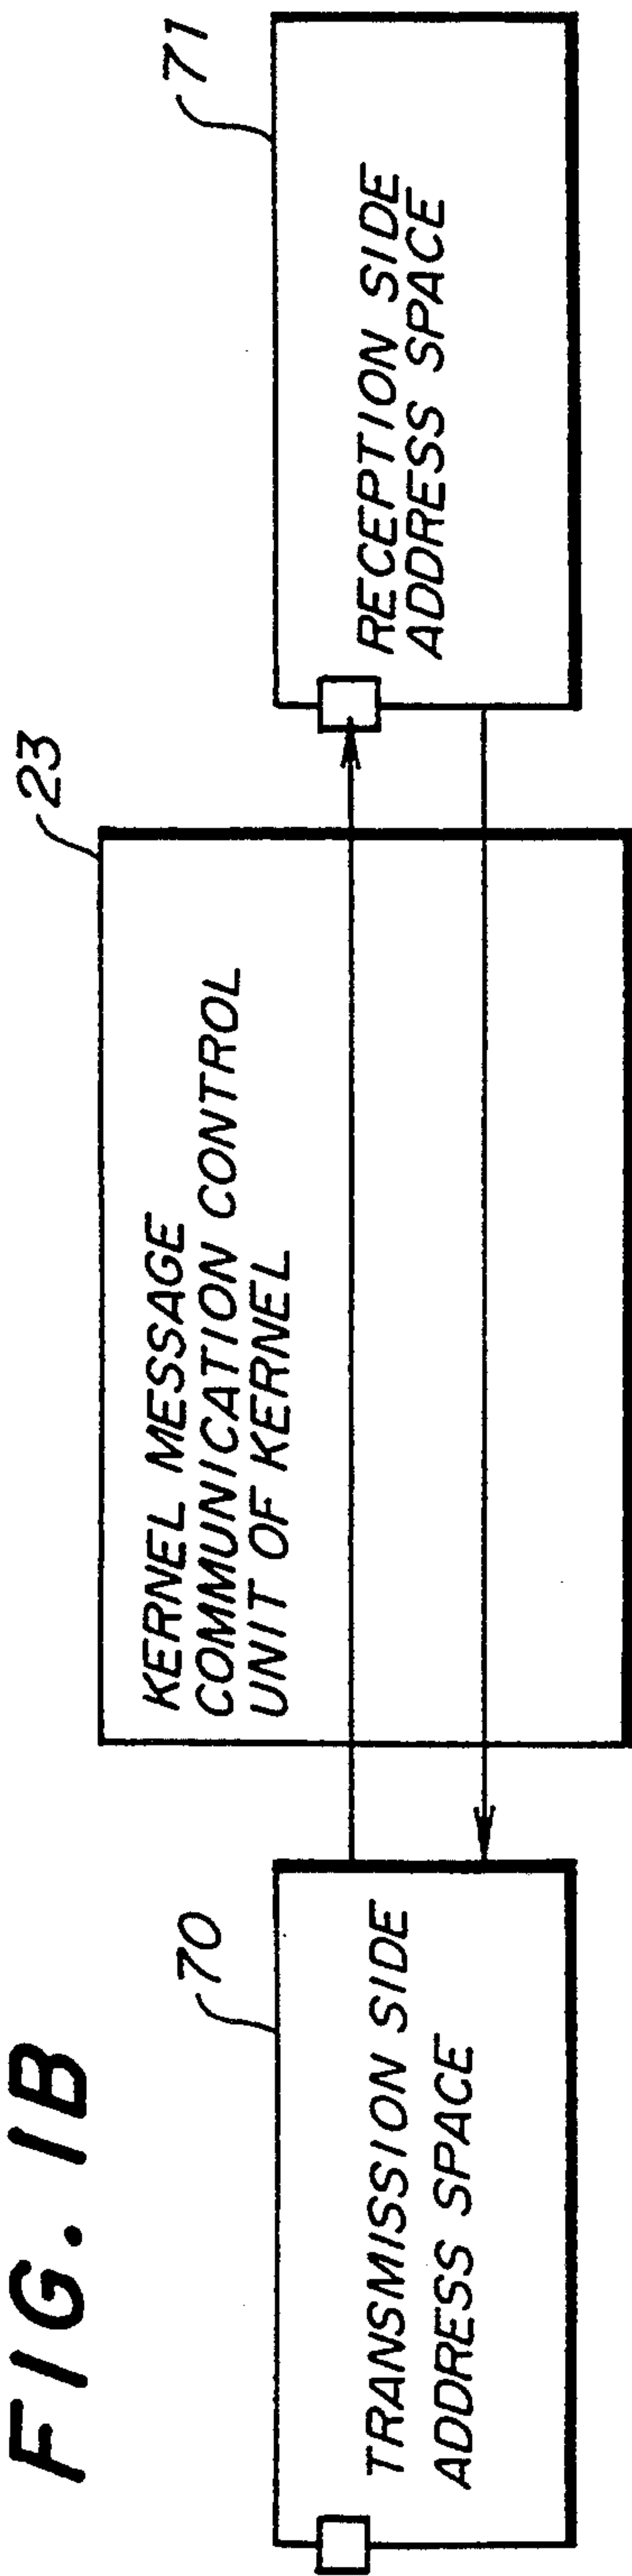 FIG. 1B
70
TRANSMISSION SIDE
ADDRESS SPACE
23
KERNEL MESSAGE
COMMUNICATION CONTROL
UNIT OF KERNEL
71
RECEPTION SIDE
ADDRESS SPACE